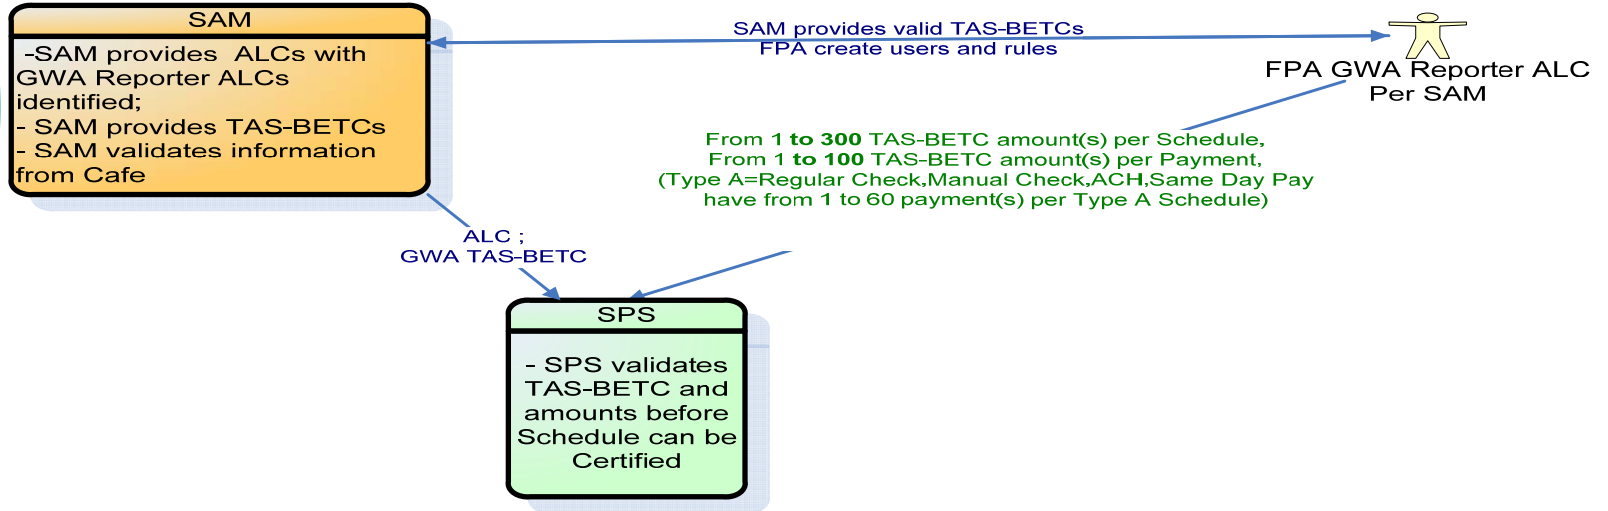 SAM
-SAM provides  ALCs with
GWA Reporter ALCs
identified;
- SAM provides TAS-BETCs
- SAM validates information
from Cafe
SAM provides valid TAS-BETCs
FPA create users and rules
FPA GWA Reporter ALC
Per SAM
From 1 to 300 TAS-BETC amount(s) per Schedule,
From 1 to 100 TAS-BETC amount(s) per Payment,
(Type A=Regular Check,Manual Check,ACH,Same Day Pay
have from 1 to 60 payment(s) per Type A Schedule)
ALC ;
GWA TAS-BETC
SPS
- SPS validates
TAS-BETC and
amounts before
Schedule can be
Certified